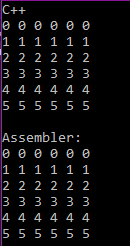 C++
0 0 0 0 0 0
1 1 1 1 1 1
2 2 2 2 2 2
3 3 3 3 3 3
4 4 4 4 4 4
5 5 5 5 5 5
Assembler:
0 0 0 0 0 0
1 1 1 1 1 1
2 2 2 2 2 2
3 3 3 3 3 3
4 4 4 4 4 4
5 5 5 5 5 5